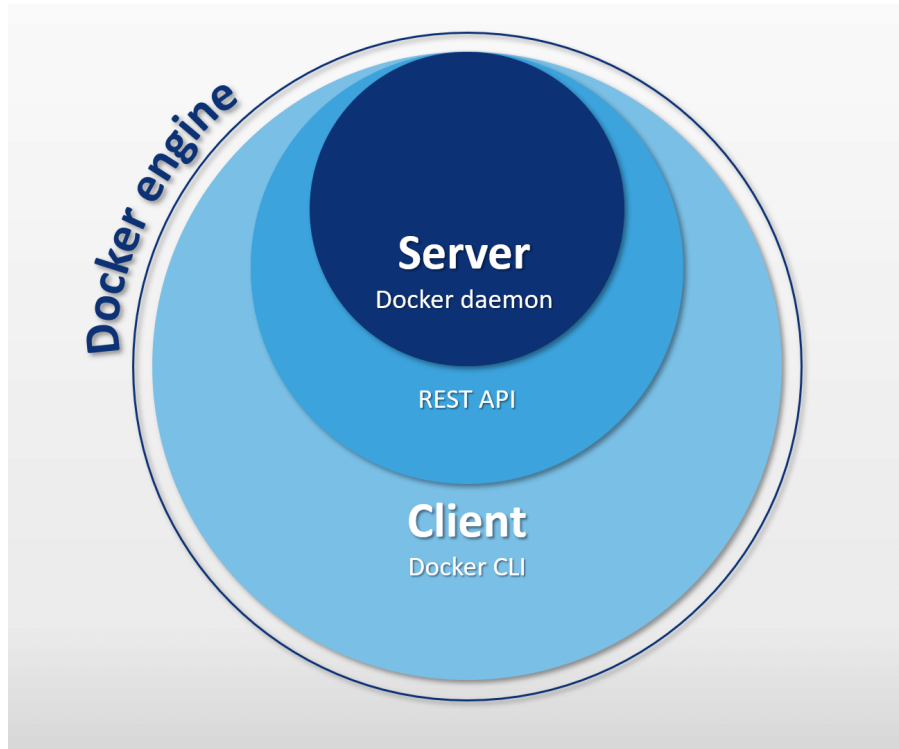 Docker engine
Server
Docker daemon
REST API
Client
Docker CLI